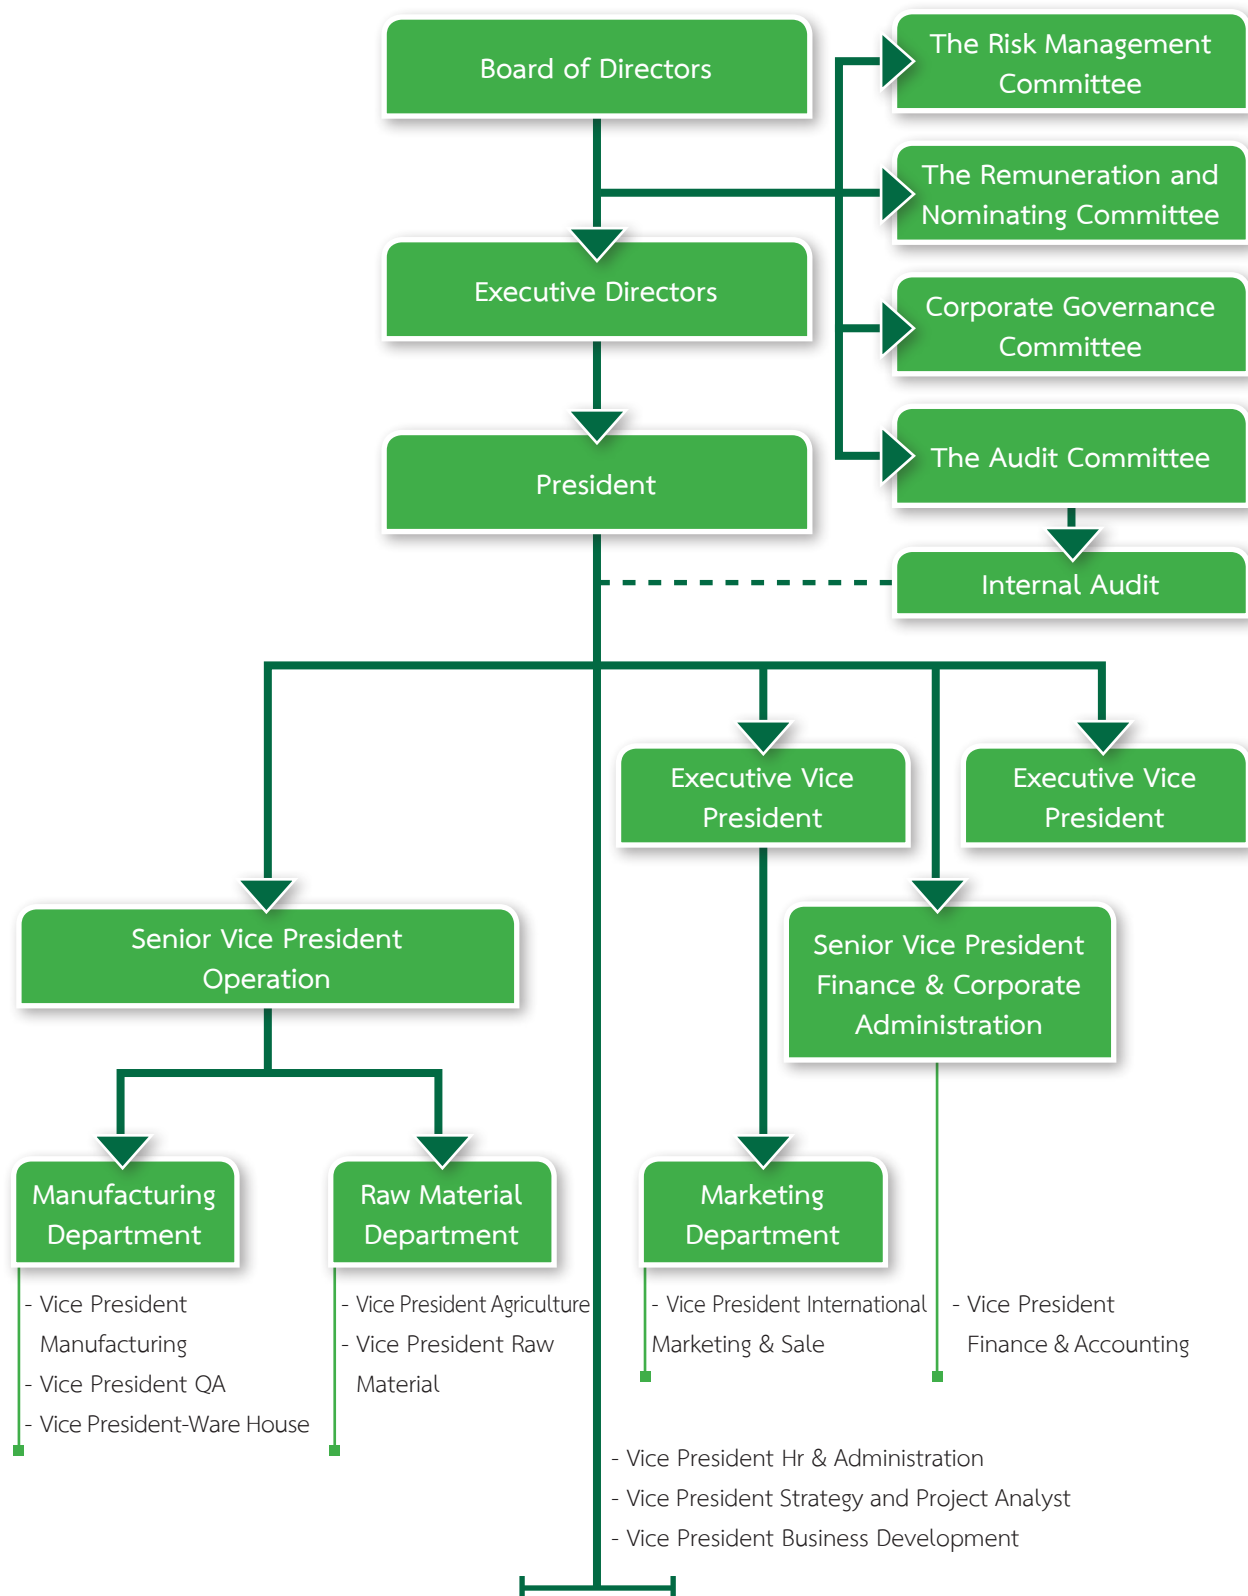 Board of Directors
The Risk Management
Committee
The Remuneration and
Nominating Committee
Executive Directors
Corporate Governance
Committee
President
The Audit Committee
Internal Audit
Executive Vice
President
Executive Vice
President
Senior Vice President
Operation
Senior Vice President
Finance & Corporate
Administration
Manufacturing
Department
Raw Material
Department
Marketing
Department
- Vice President
Manufacturing
- Vice President QA
- Vice President-Ware House
- Vice President Agriculture
- Vice President Raw
Material
- Vice President International
Marketing & Sale
- Vice President
Finance & Accounting
- Vice President Hr & Administration
- Vice President Strategy and Project Analyst
- Vice President Business Development